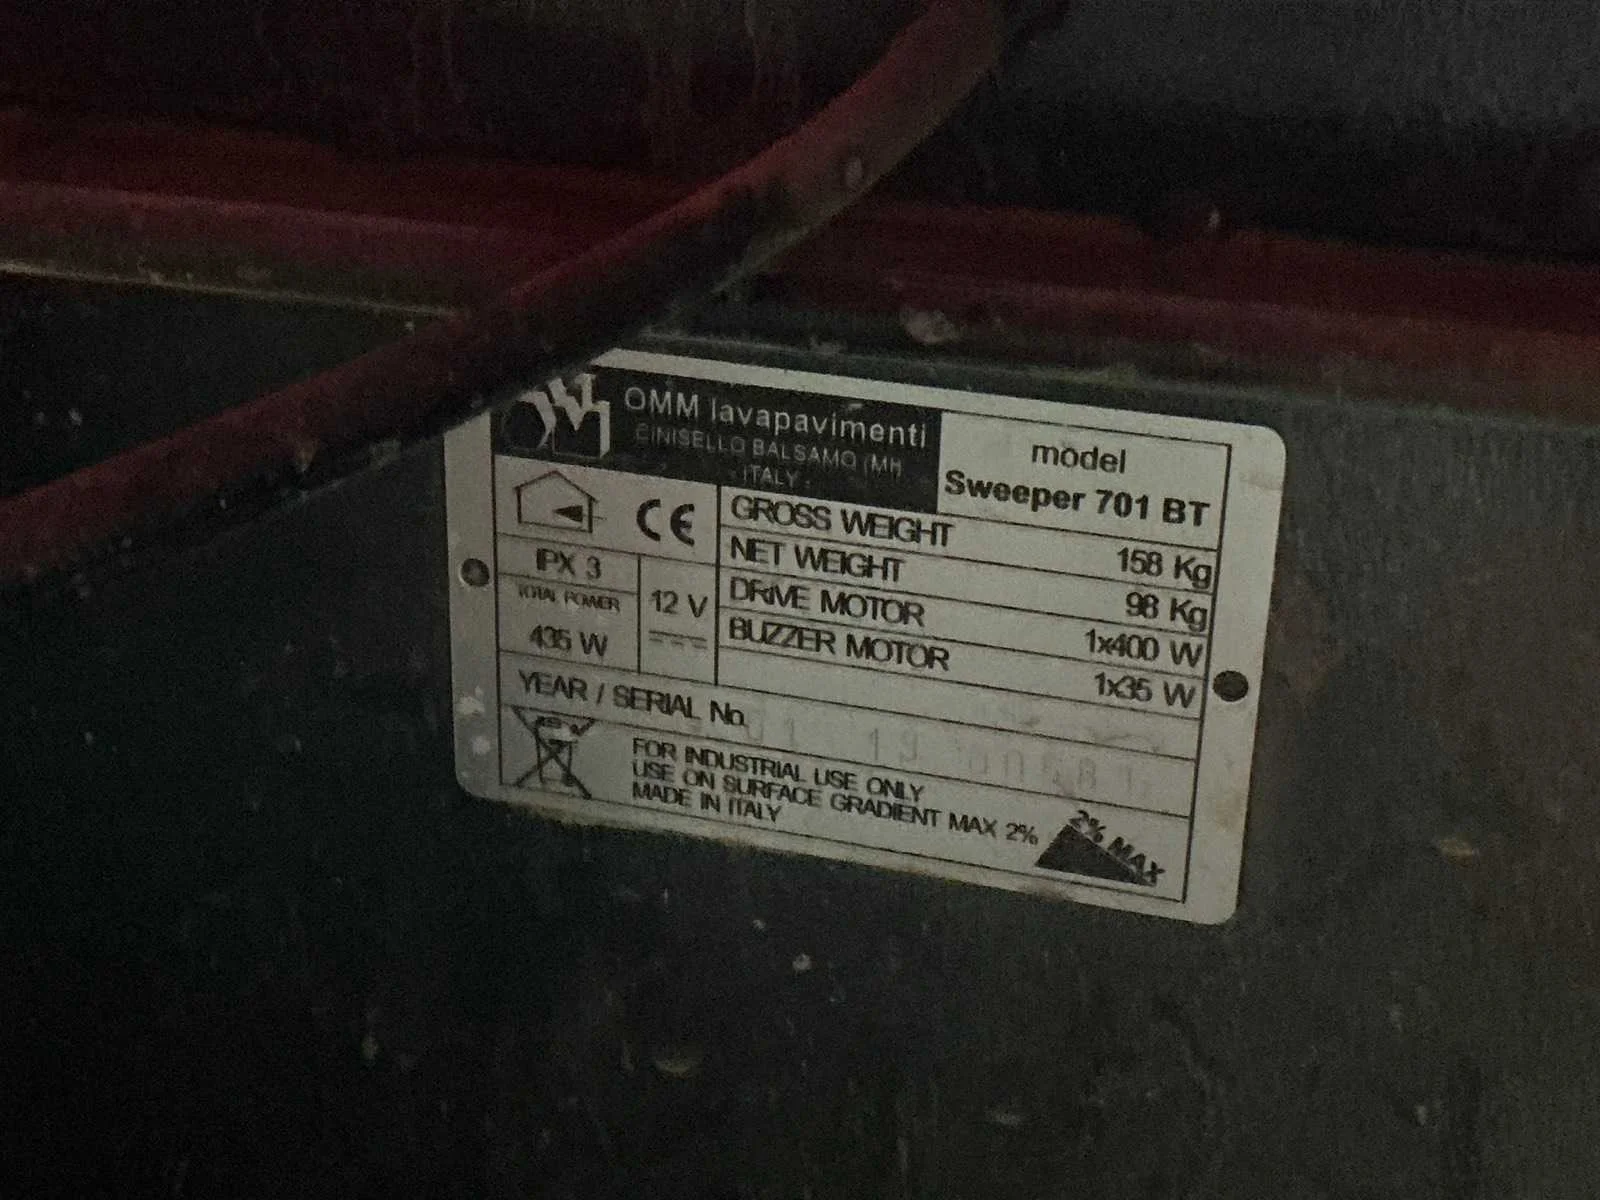 OMM lavapavimenti
CINISELLO BALSAMO (MI)
ITALY
model
Sweeper 701 BT
CE
IPX 3
TOTAL POWER
435 W
12 V
GROSS WEIGHT 158 Kg
NET WEIGHT 98 Kg
DRIVE MOTOR 1x400 W
BUZZER MOTOR 1x35 W
YEAR / SERIAL No.
FOR INDUSTRIAL USE ONLY
USE ON SURFACE GRADIENT MAX 2%
MADE IN ITALY
2% MAX